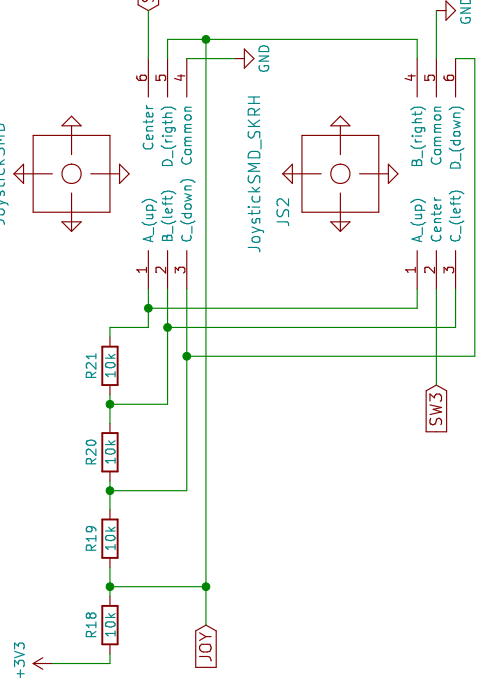 GND
6
5
4
Center
D_(rigth)
Common
GND
4
5
6
B_(right)
Common
D_(down)
JoystickSMD_SKRH
JS2
A_(up)
B_(left)
C_(down)
1
2
3
A_(up)
Center
C_(left)
1
2
3
R21
10k
R20
10k
R19
10k
R18
10k
SW3
JOY
+3V3